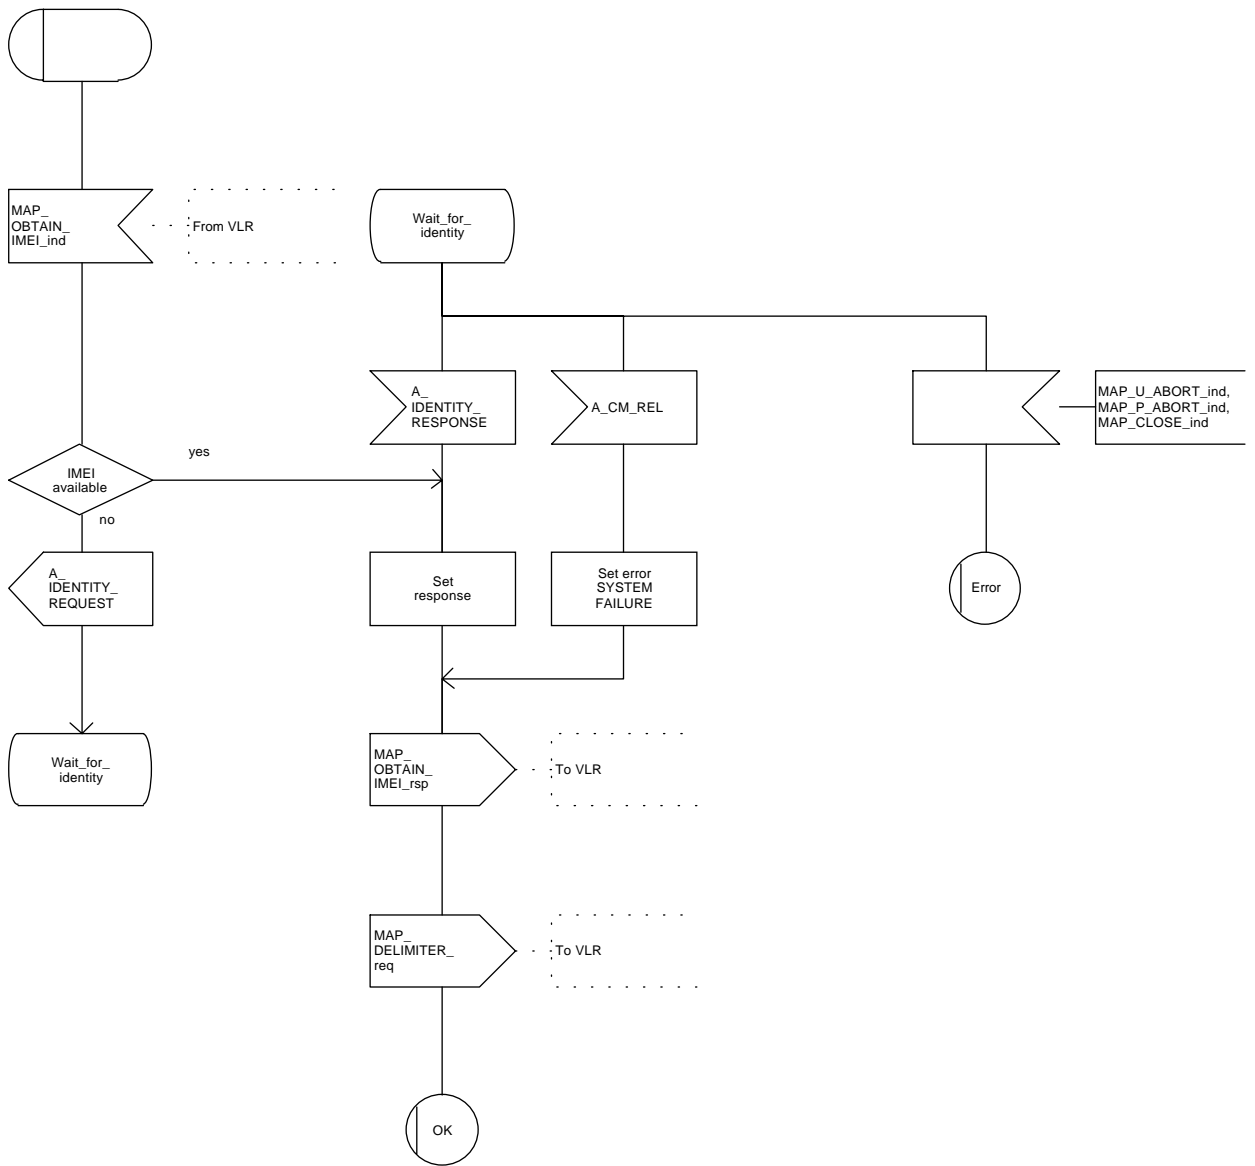 MAP_
OBTAIN_
IMEI_ind
From VLR
Wait_for_
identity
A_
IDENTITY_
RESPONSE
A_CM_REL
MAP_U_ABORT_ind,
MAP_P_ABORT_ind,
MAP_CLOSE_ind
IMEI
available
yes
no
A_
IDENTITY_
REQUEST
Set
response
Set error
SYSTEM
FAILURE
Error
Wait_for_
identity
MAP_
OBTAIN_
IMEI_rsp
To VLR
MAP_
DELIMITER_
req
To VLR
OK